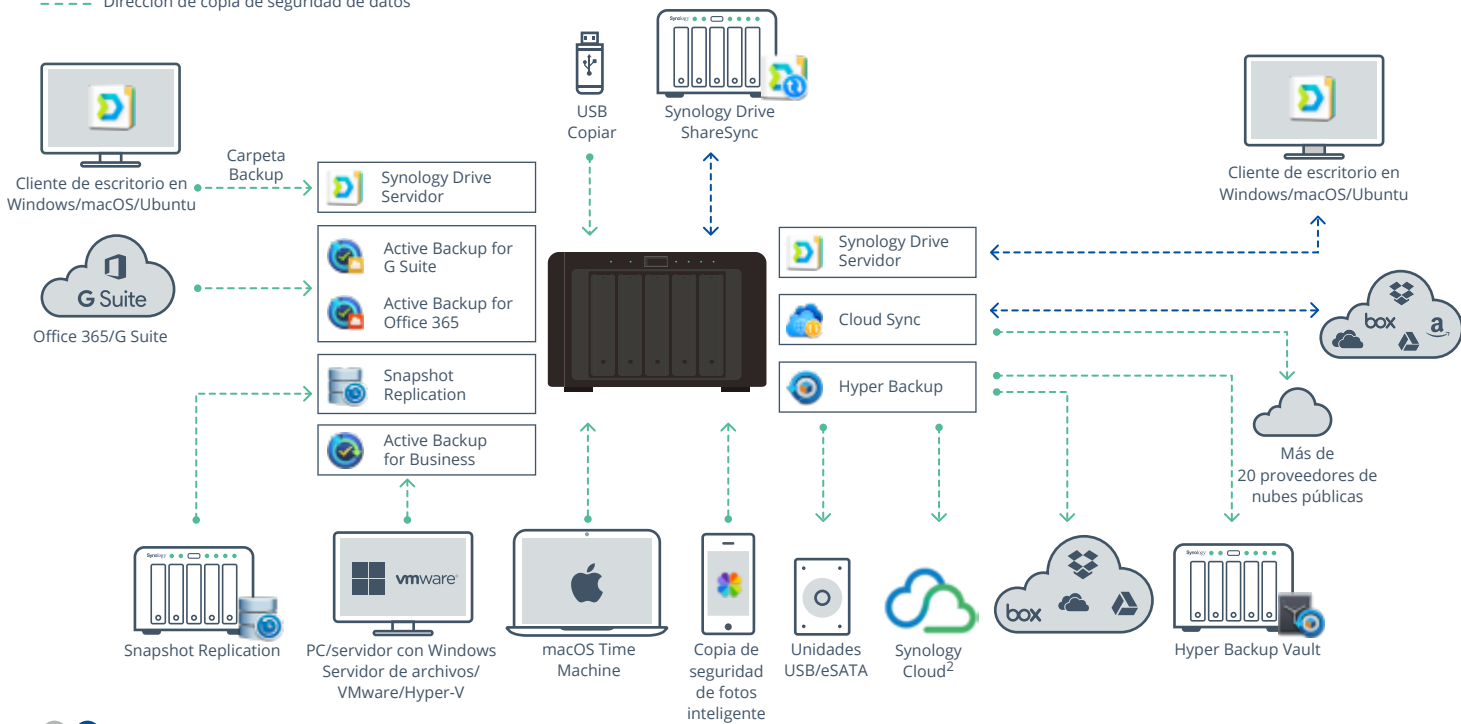 Dirección de copia de seguridad de datos
Synology
USB
Copiar
Synology Drive
ShareSync
Cliente de escritorio en
Windows/macOS/Ubuntu
Carpeta
Backup
Synology Drive
Servidor
Cliente de escritorio en
Windows/macOS/Ubuntu
G Suite
Office 365/G Suite
Active Backup for
G Suite
Active Backup for
Office 365
Synology Drive
Servidor
Cloud Sync
box
a
Snapshot
Replication
Hyper Backup
Active Backup
for Business
Más de
20 proveedores de
nubes públicas
Synology
Snapshot Replication
vmware
PC/servidor con Windows
Servidor de archivos/
VMware/Hyper-V
macOS Time
Machine
Copia de
seguridad
de fotos
inteligente
Unidades
USB/eSATA
Synology
Cloud2
box
Synology
Hyper Backup Vault